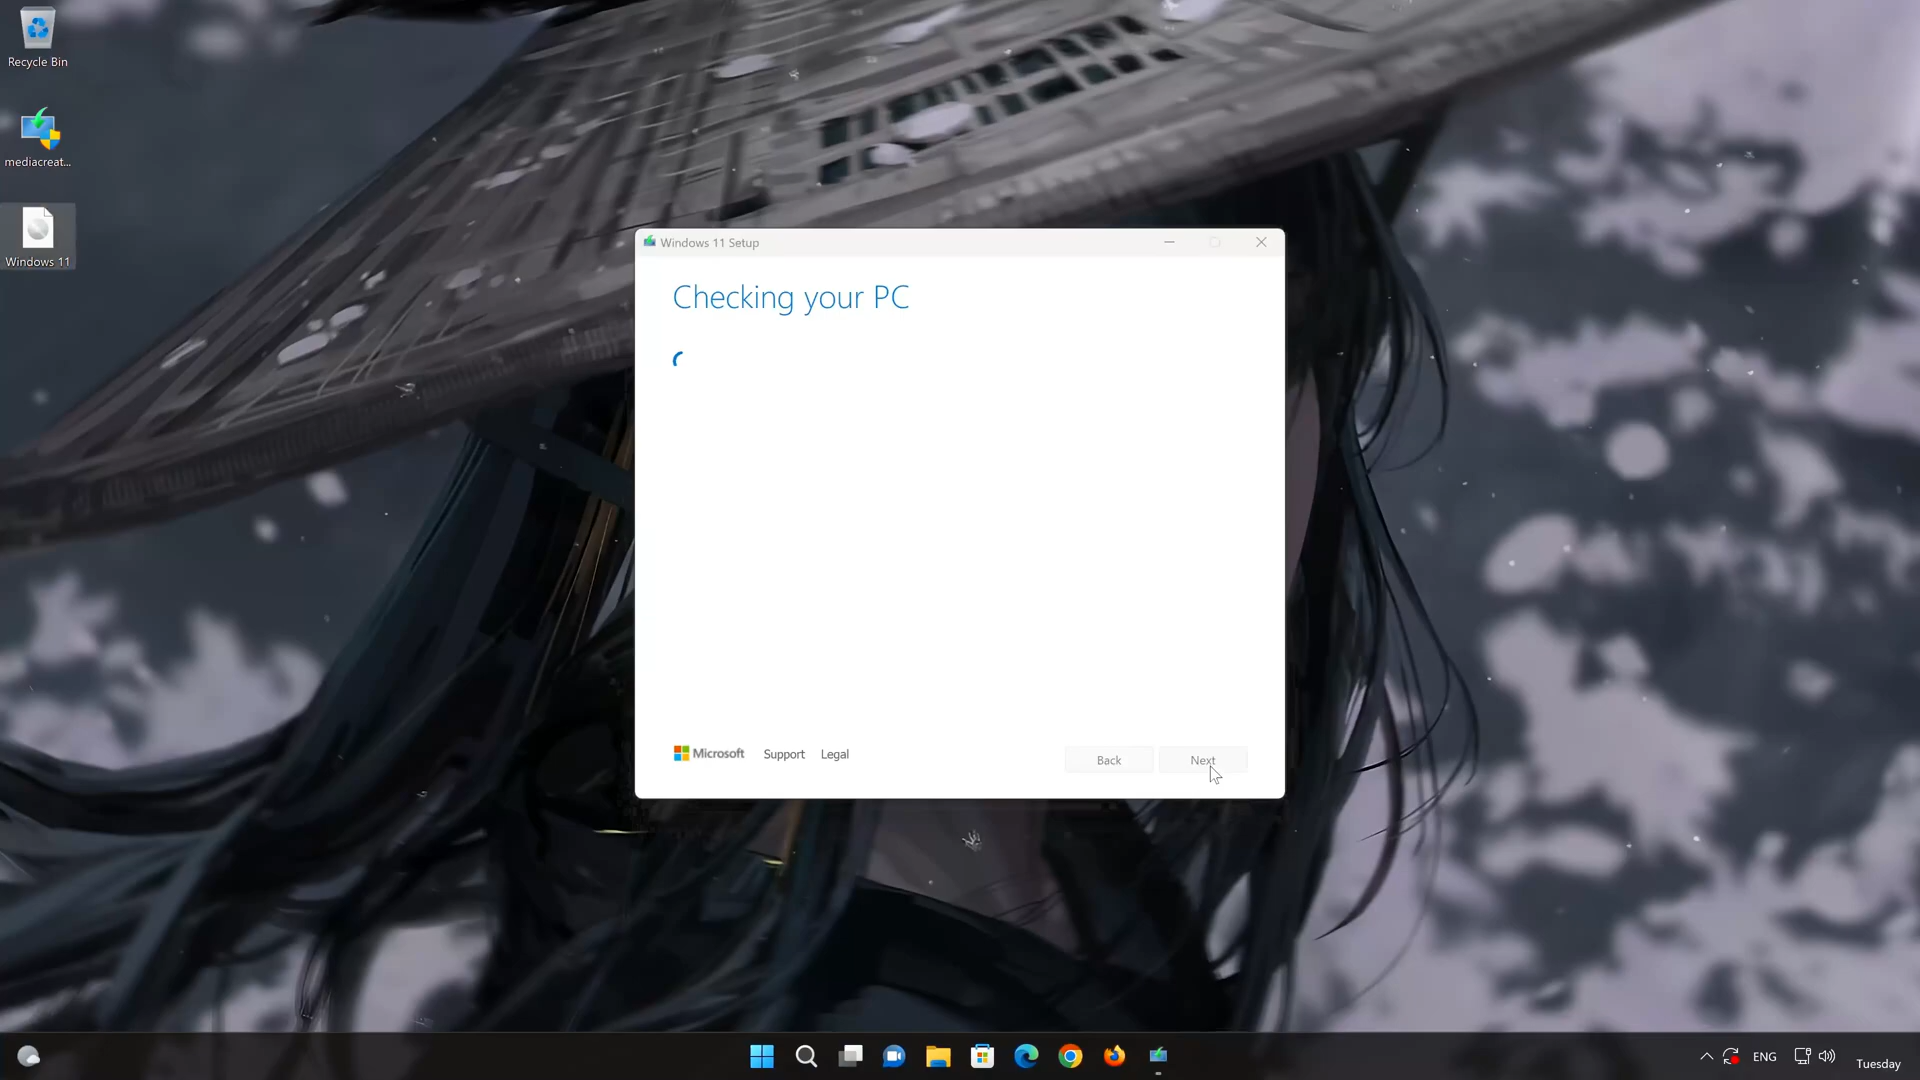 Recycle Bin
mediacreat...
Windows 11
Windows 11 Setup
Checking your PC
Microsoft
Support
Legal
Back
Next
ENG
Tuesday